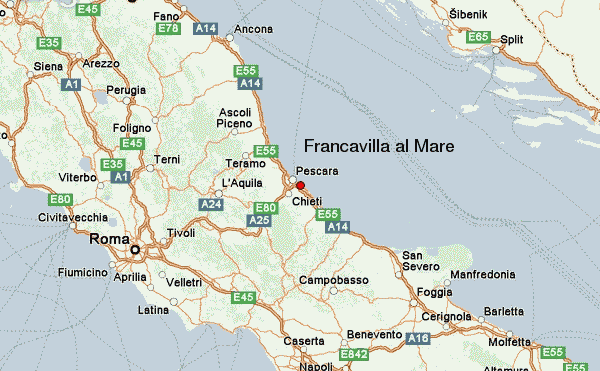 Fano
E78
A14
Ancona
Šibenik
E65
Split
E35
Siena
Arezzo
A1
E55
A14
Perugia
E45
Foligno
Ascoli
Piceno
Francavilla al Mare
E45
Terni
Teramo
E55
Pescara
E35
A1
Viterbo
L'Aquila
Chieti
E80
A24
E80
A25
E55
A14
Civitavecchia
Roma
Tivoli
San
Severo
Manfredonia
Fiumicino
Aprilia
Velletri
Campobasso
Foggia
E45
Latina
Cerignola
Barletta
Caserta
Benevento
A16
Molfetta
E55
Napoli
E842
Altamura
E55